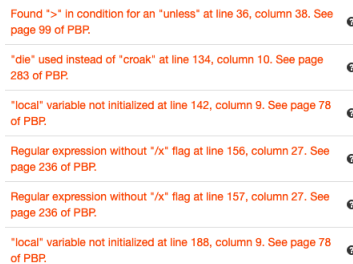 Found ">" in condition for an "unless" at line 36, column 38. See
page 99 of PBP.
"die" used instead of "croak" at line 134, column 10. See page
283 of PBP.
"local" variable not initialized at line 142, column 9. See page 78
of PBP.
Regular expression without "/x" flag at line 156, column 27. See
page 236 of PBP.
Regular expression without "/x" flag at line 157, column 27. See
page 236 of PBP.
"local" variable not initialized at line 188, column 9. See page 78
of PBP.